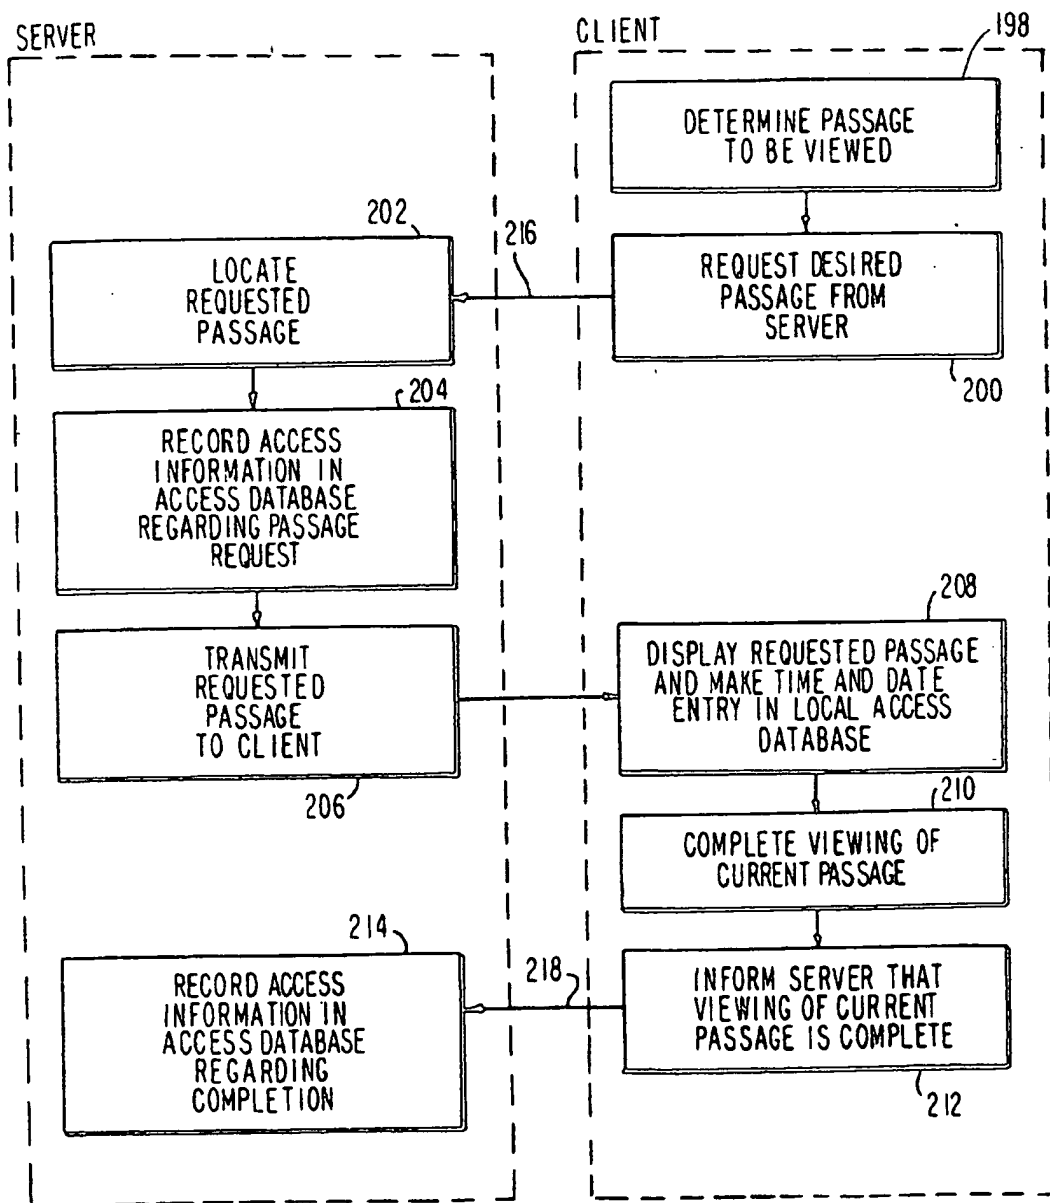 SERVER
CLIENT
198
DETERMINE PASSAGE
TO BE VIEWED
202
216
LOCATE
REQUESTED
PASSAGE
REQUEST DESIRED
PASSAGE FROM
SERVER
200
204
RECORD ACCESS
INFORMATION IN
ACCESS DATABASE
REGARDING PASSAGE
REQUEST
208
TRANSMIT
REQUESTED
PASSAGE
TO CLIENT
206
DISPLAY REQUESTED PASSAGE
AND MAKE TIME AND DATE
ENTRY IN LOCAL ACCESS
DATABASE
210
COMPLETE VIEWING OF
CURRENT PASSAGE
214
218
RECORD ACCESS
INFORMATION IN
ACCESS DATABASE
REGARDING
COMPLETION
INFORM SERVER THAT
VIEWING OF CURRENT
PASSAGE IS COMPLETE
212